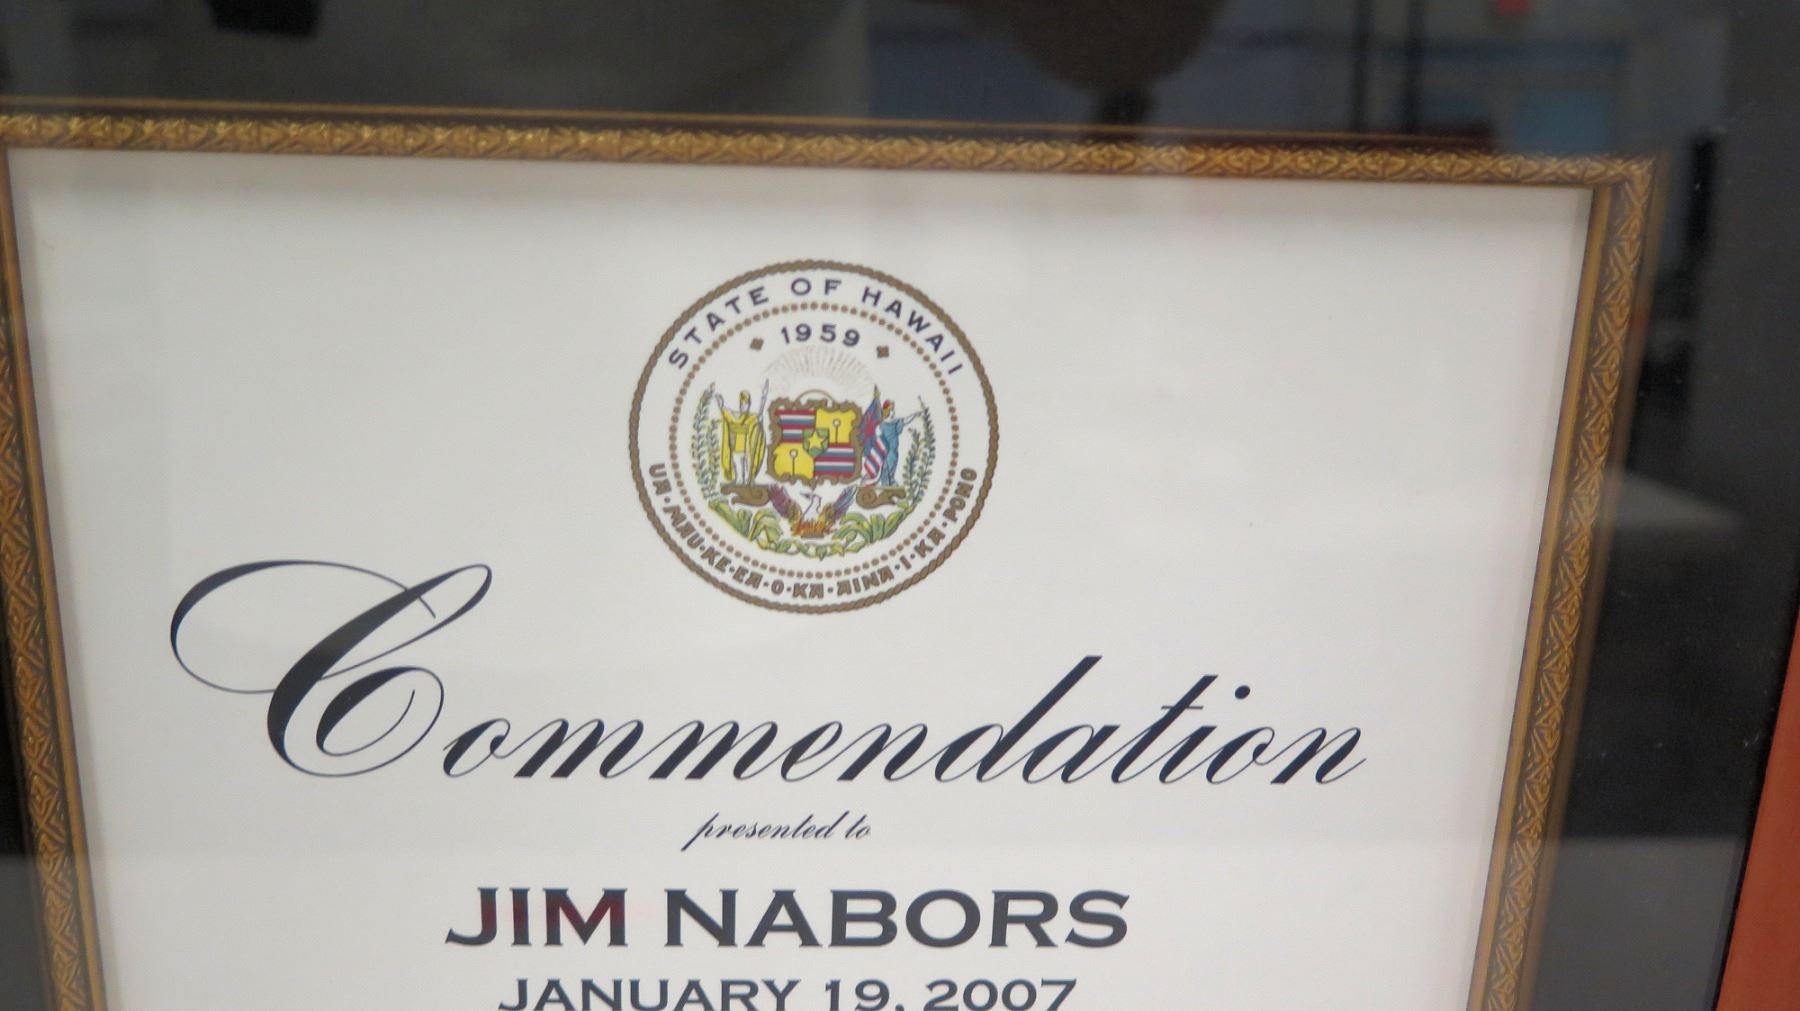 STATE OF HAWAII
1959
UA·MAU·KE·EA·O·KA·AINA·I·KA·PONO
Commendation
presented to
JIM NABORS
JANUARY 19, 2007